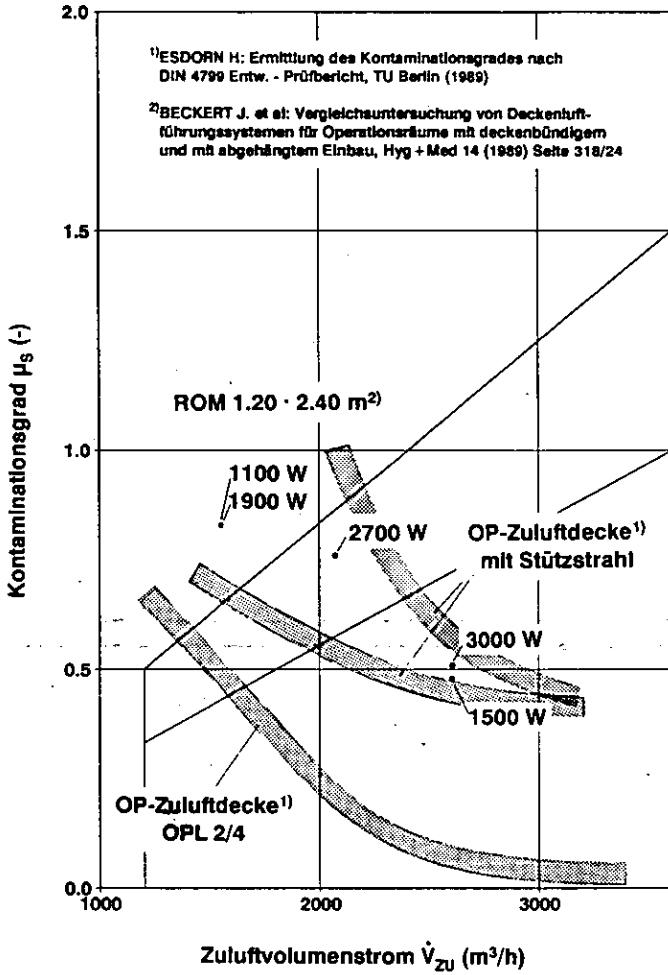 2.0
¹⁾ESDORN H: Ermittlung des Kontaminationsgrades nach
DIN 4799 Entw. - Prüfbericht, TU Berlin (1989)
²⁾BECKERT J. et al: Vergleichsuntersuchung von Deckenluft-
führungssystemen für Operationsräume mit deckenbündigem
und mit abgehängtem Einbau, Hyg + Med 14 (1989) Seite 318/24
1.5
Kontaminationsgrad μS (-)
ROM 1.20 · 2.40 m²⁾
1.0
1100 W
1900 W
2700 W
OP-Zuluftdecke¹⁾
mit Stützstrahl
0.5
3000 W
1500 W
OP-Zuluftdecke¹⁾
OPL 2/4
0.0
1000 2000 3000
Zuluftvolumenstrom V̇ZU (m³/h)